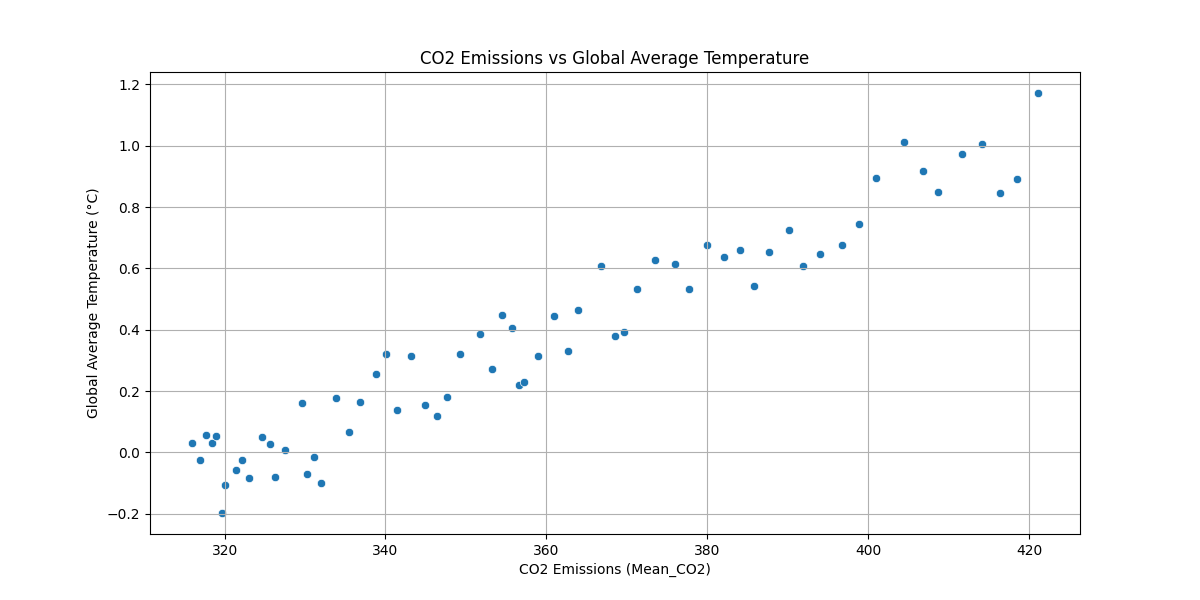 CO2 Emissions vs Global Average Temperature
Global Average Temperature (°C)
1.2
1.0
0.8
0.6
0.4
0.2
0.0
−0.2
320 340 360 380 400 420
CO2 Emissions (Mean_CO2)